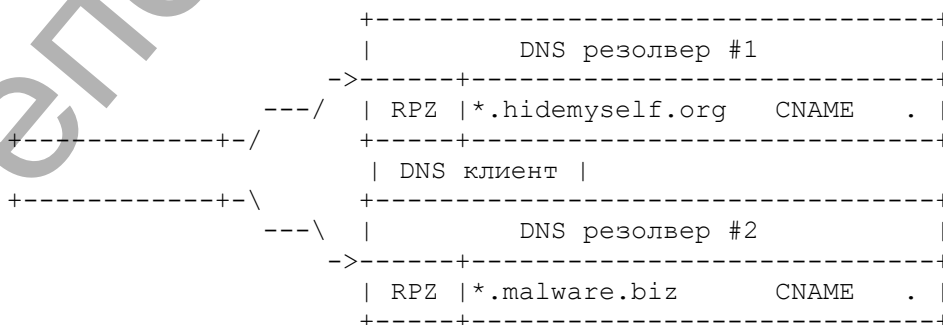 +-----------------------------------+
|         DNS резолвер #1           |
->------+-----------------------------+
---/  | RPZ |*.hidemyself.org   CNAME    . |
+------------+-/      +-----+-----------------------------+
| DNS клиент |
+------------+-\      +-----------------------------------+
---\  |         DNS резолвер #2           |
->------+-----------------------------+
| RPZ |*.malware.biz      CNAME    . |
+-----+-----------------------------+